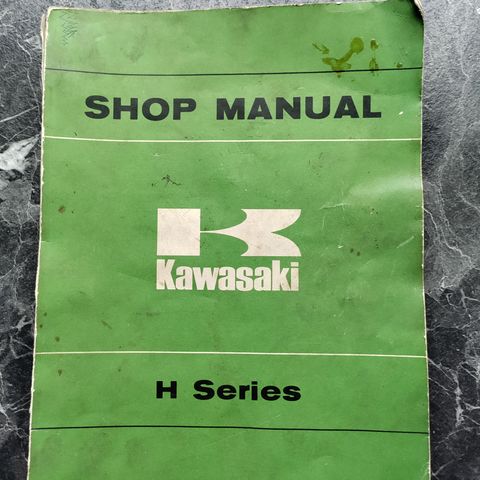 SHOP MANUAL
Kawasaki
H Series